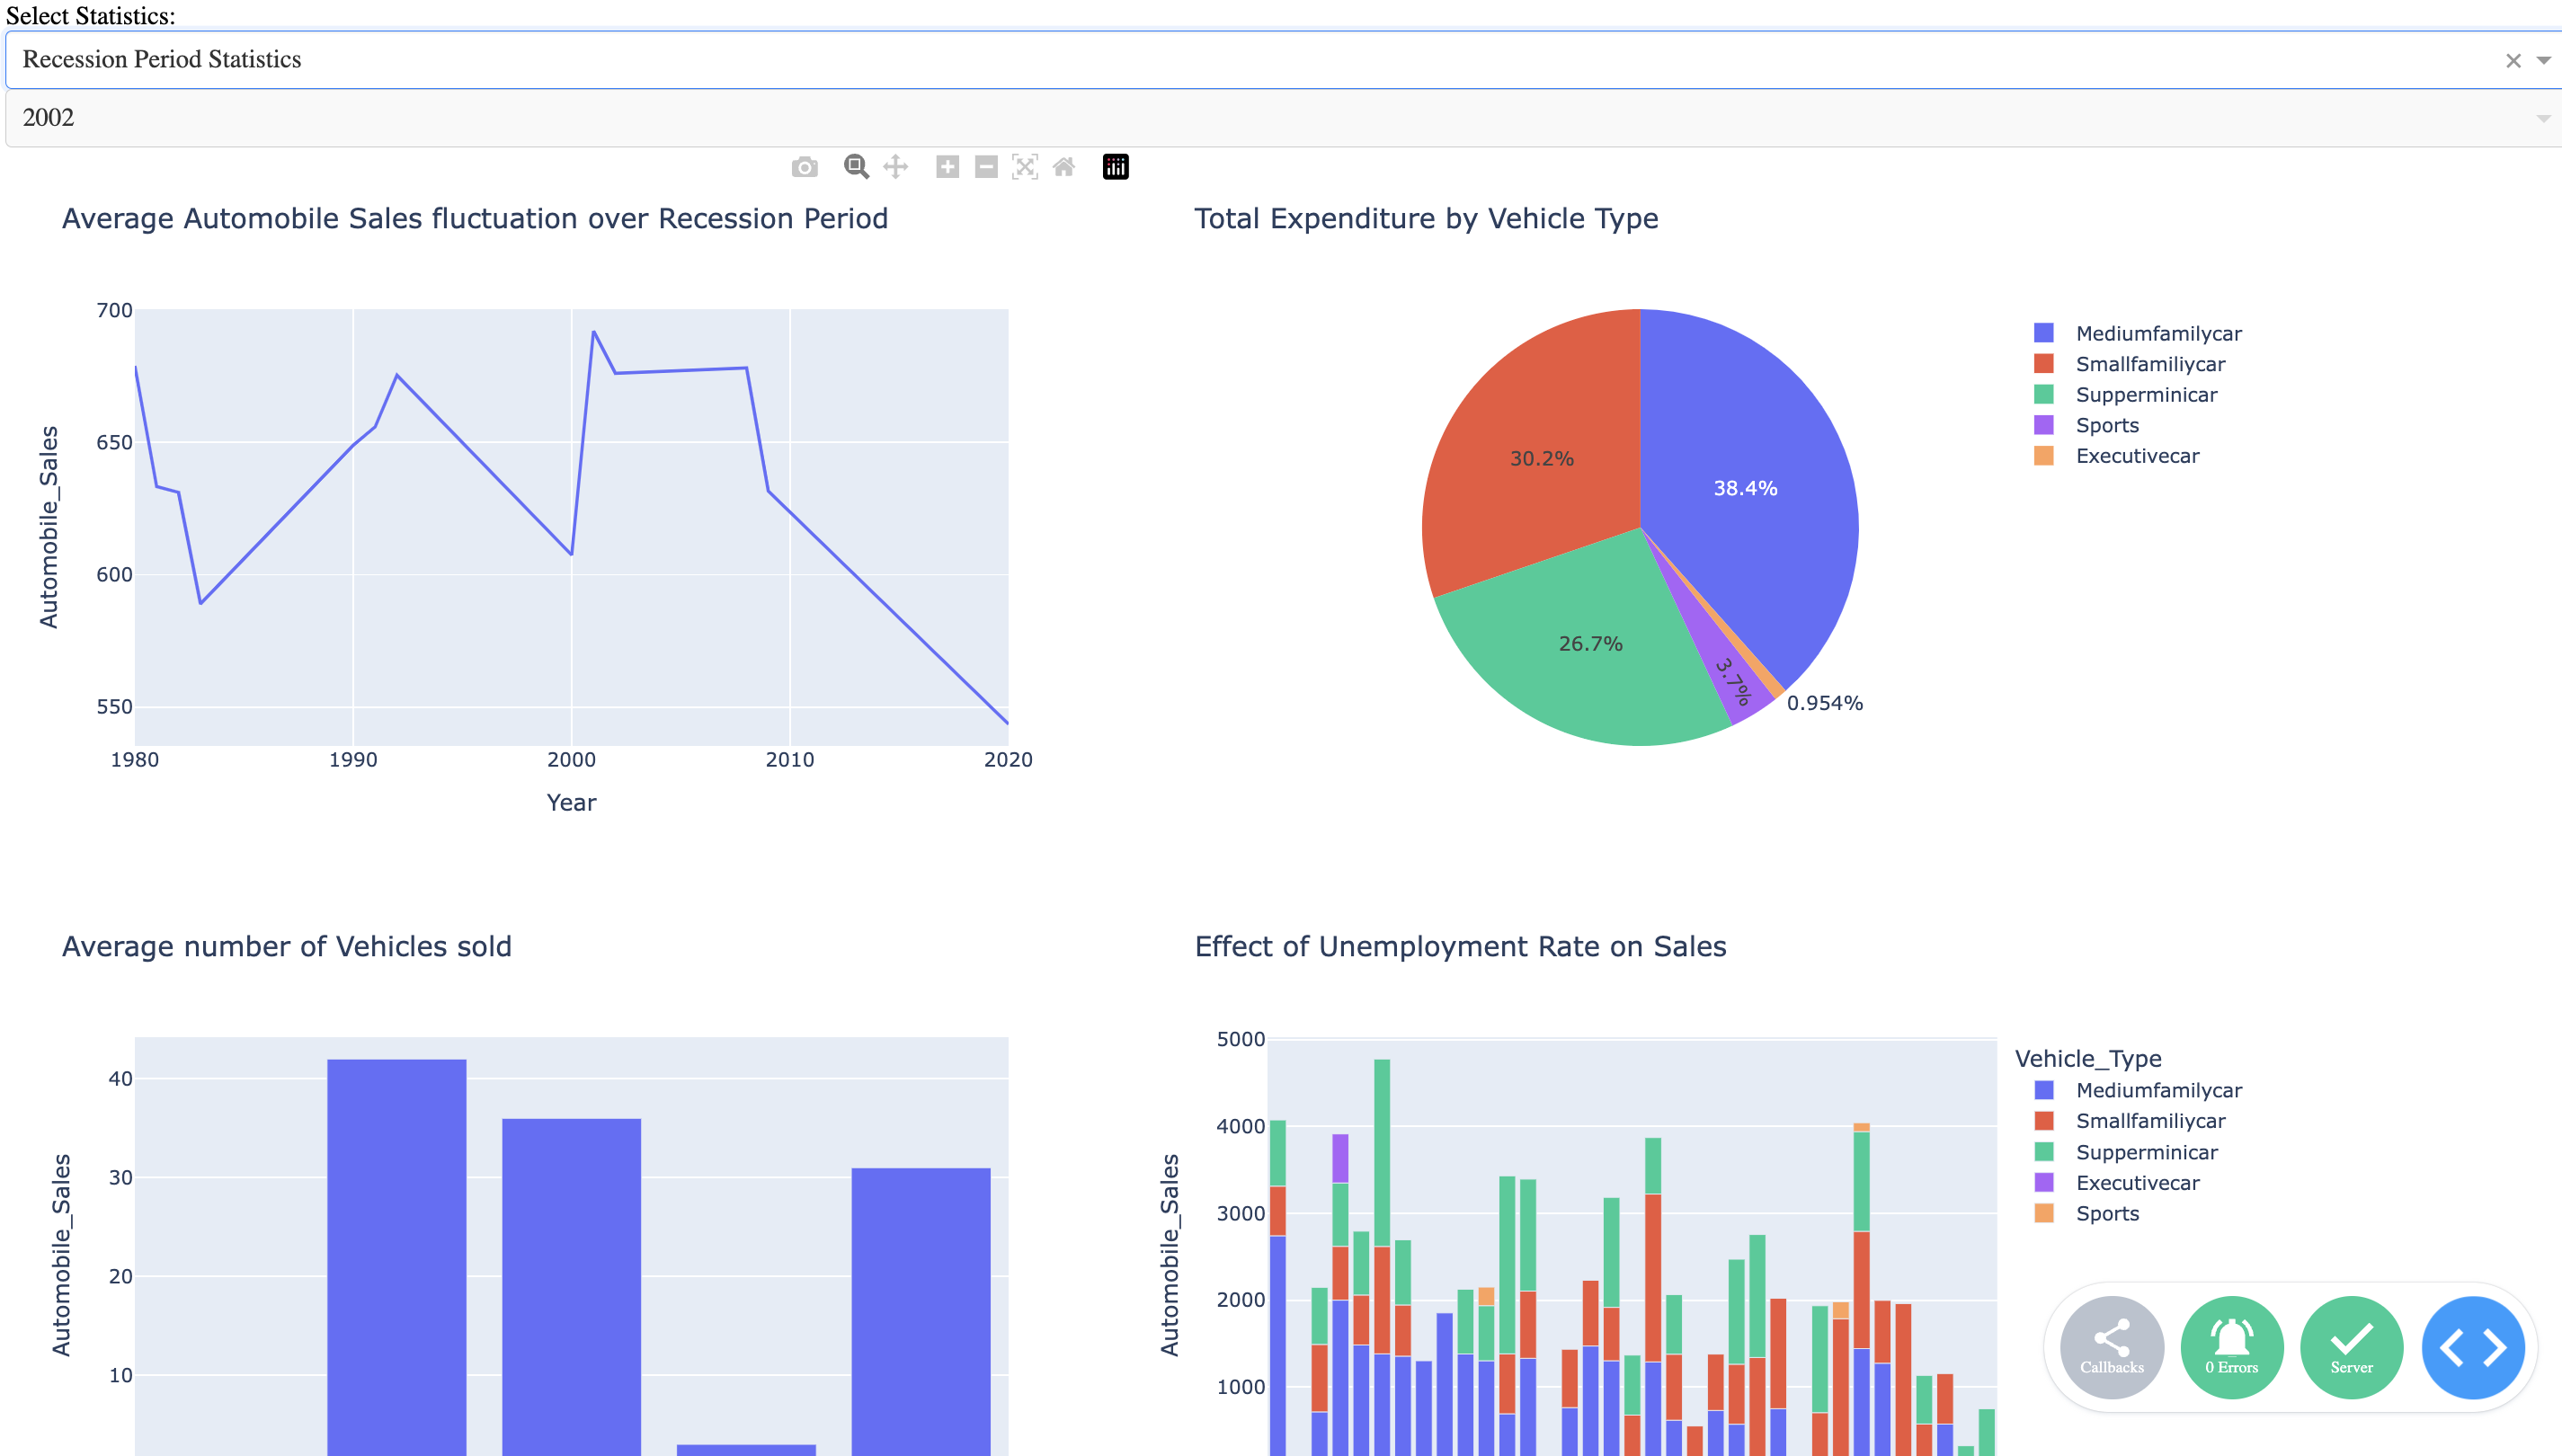 Select Statistics:
Recession Period Statistics
2002
Average Automobile Sales fluctuation over Recession Period
700
650
600
550
Automobile_Sales
1980 1990 2000 2010 2020
Year
Total Expenditure by Vehicle Type
30.2%
38.4%
26.7%
3.7%
0.954%
Mediumfamilycar
Smallfamiliycar
Supperminicar
Sports
Executivecar
Average number of Vehicles sold
40
30
20
10
Automobile_Sales
Effect of Unemployment Rate on Sales
5000
4000
3000
2000
1000
Automobile_Sales
Vehicle_Type
Mediumfamilycar
Smallfamiliycar
Supperminicar
Executivecar
Sports
Callbacks
0 Errors
Server